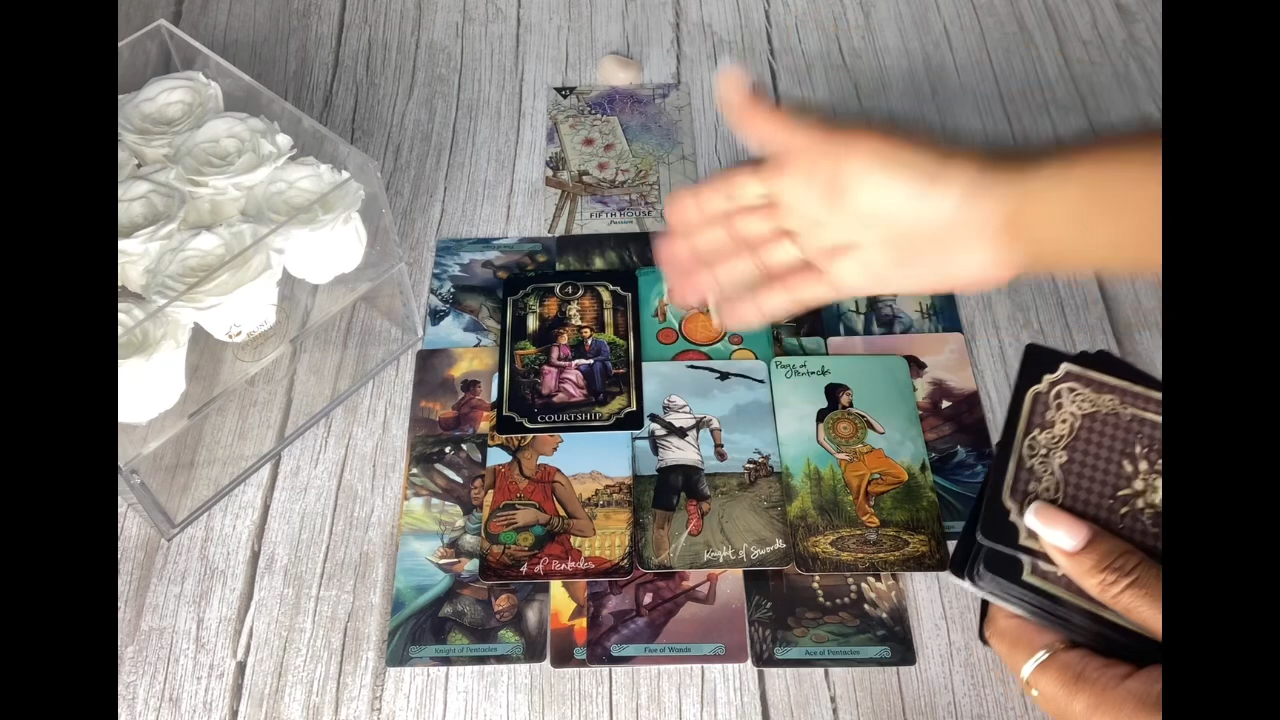 FIFTH HOUSE
Passion
4
COURTSHIP
Page of
Pentacles
4 of Pentacles
Knight of Swords
Knight of Pentacles
Five of Wands
Ace of Pentacles